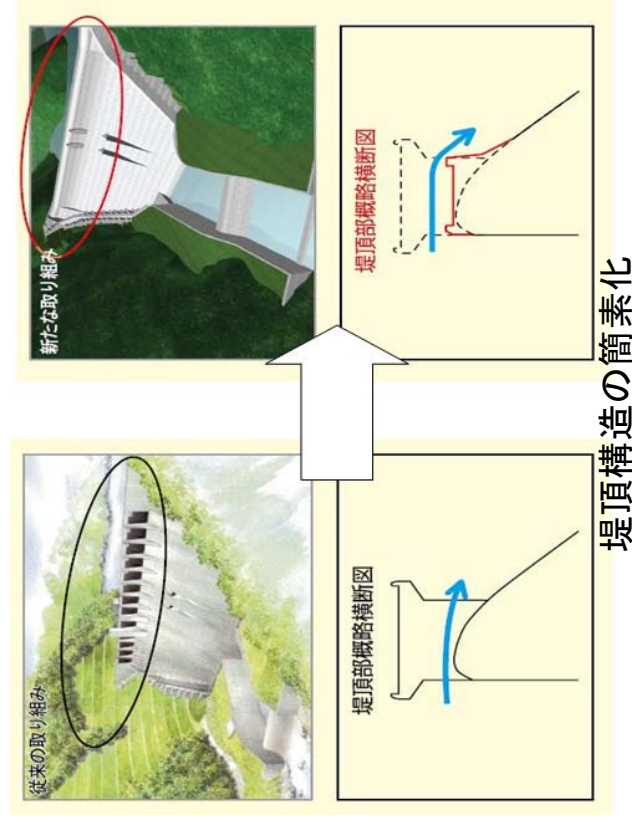 従来の取り組み
堤頂部概略横断図
新たな取り組み
堤頂部概略横断図
堤頂構造の簡素化